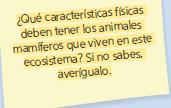 ¿Qué características físicas
deben tener los animales
mamíferos que viven en este
ecosistema? Si no sabes,
averígualo.